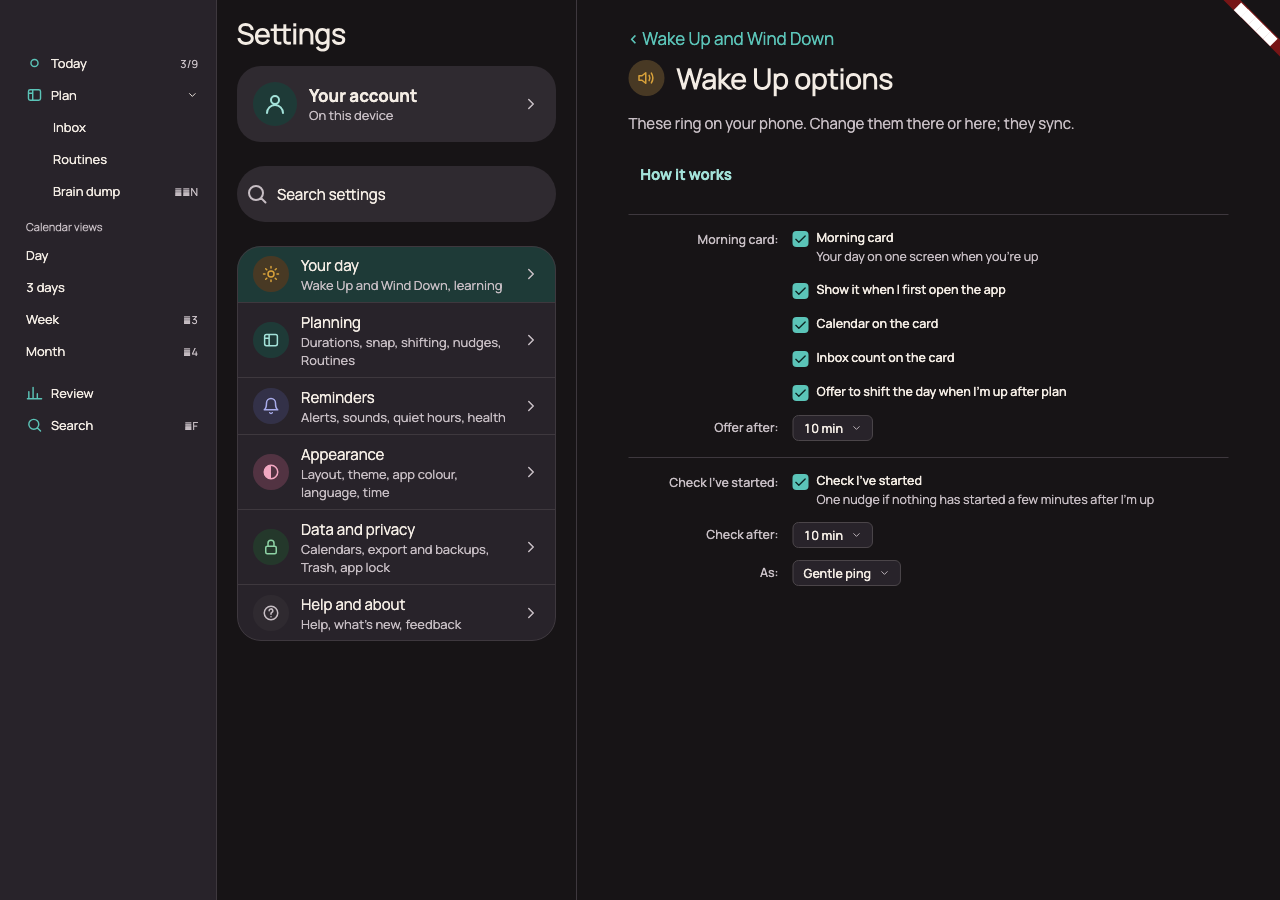 Today 3/9
Plan
Inbox
Routines
Brain dump N
Calendar views
Day
3 days
Week 3
Month 4
Review
Search F
Settings
Your account
On this device
Search settings
Your day
Wake Up and Wind Down, learning
Planning
Durations, snap, shifting, nudges,
Routines
Reminders
Alerts, sounds, quiet hours, health
Appearance
Layout, theme, app colour,
language, time
Data and privacy
Calendars, export and backups,
Trash, app lock
Help and about
Help, what's new, feedback
‹ Wake Up and Wind Down
Wake Up options
These ring on your phone. Change them there or here; they sync.
How it works
Morning card: Morning card
Your day on one screen when you're up
Show it when I first open the app
Calendar on the card
Inbox count on the card
Offer to shift the day when I'm up after plan
Offer after: 10 min
Check I've started: Check I've started
One nudge if nothing has started a few minutes after I'm up
Check after: 10 min
As: Gentle ping